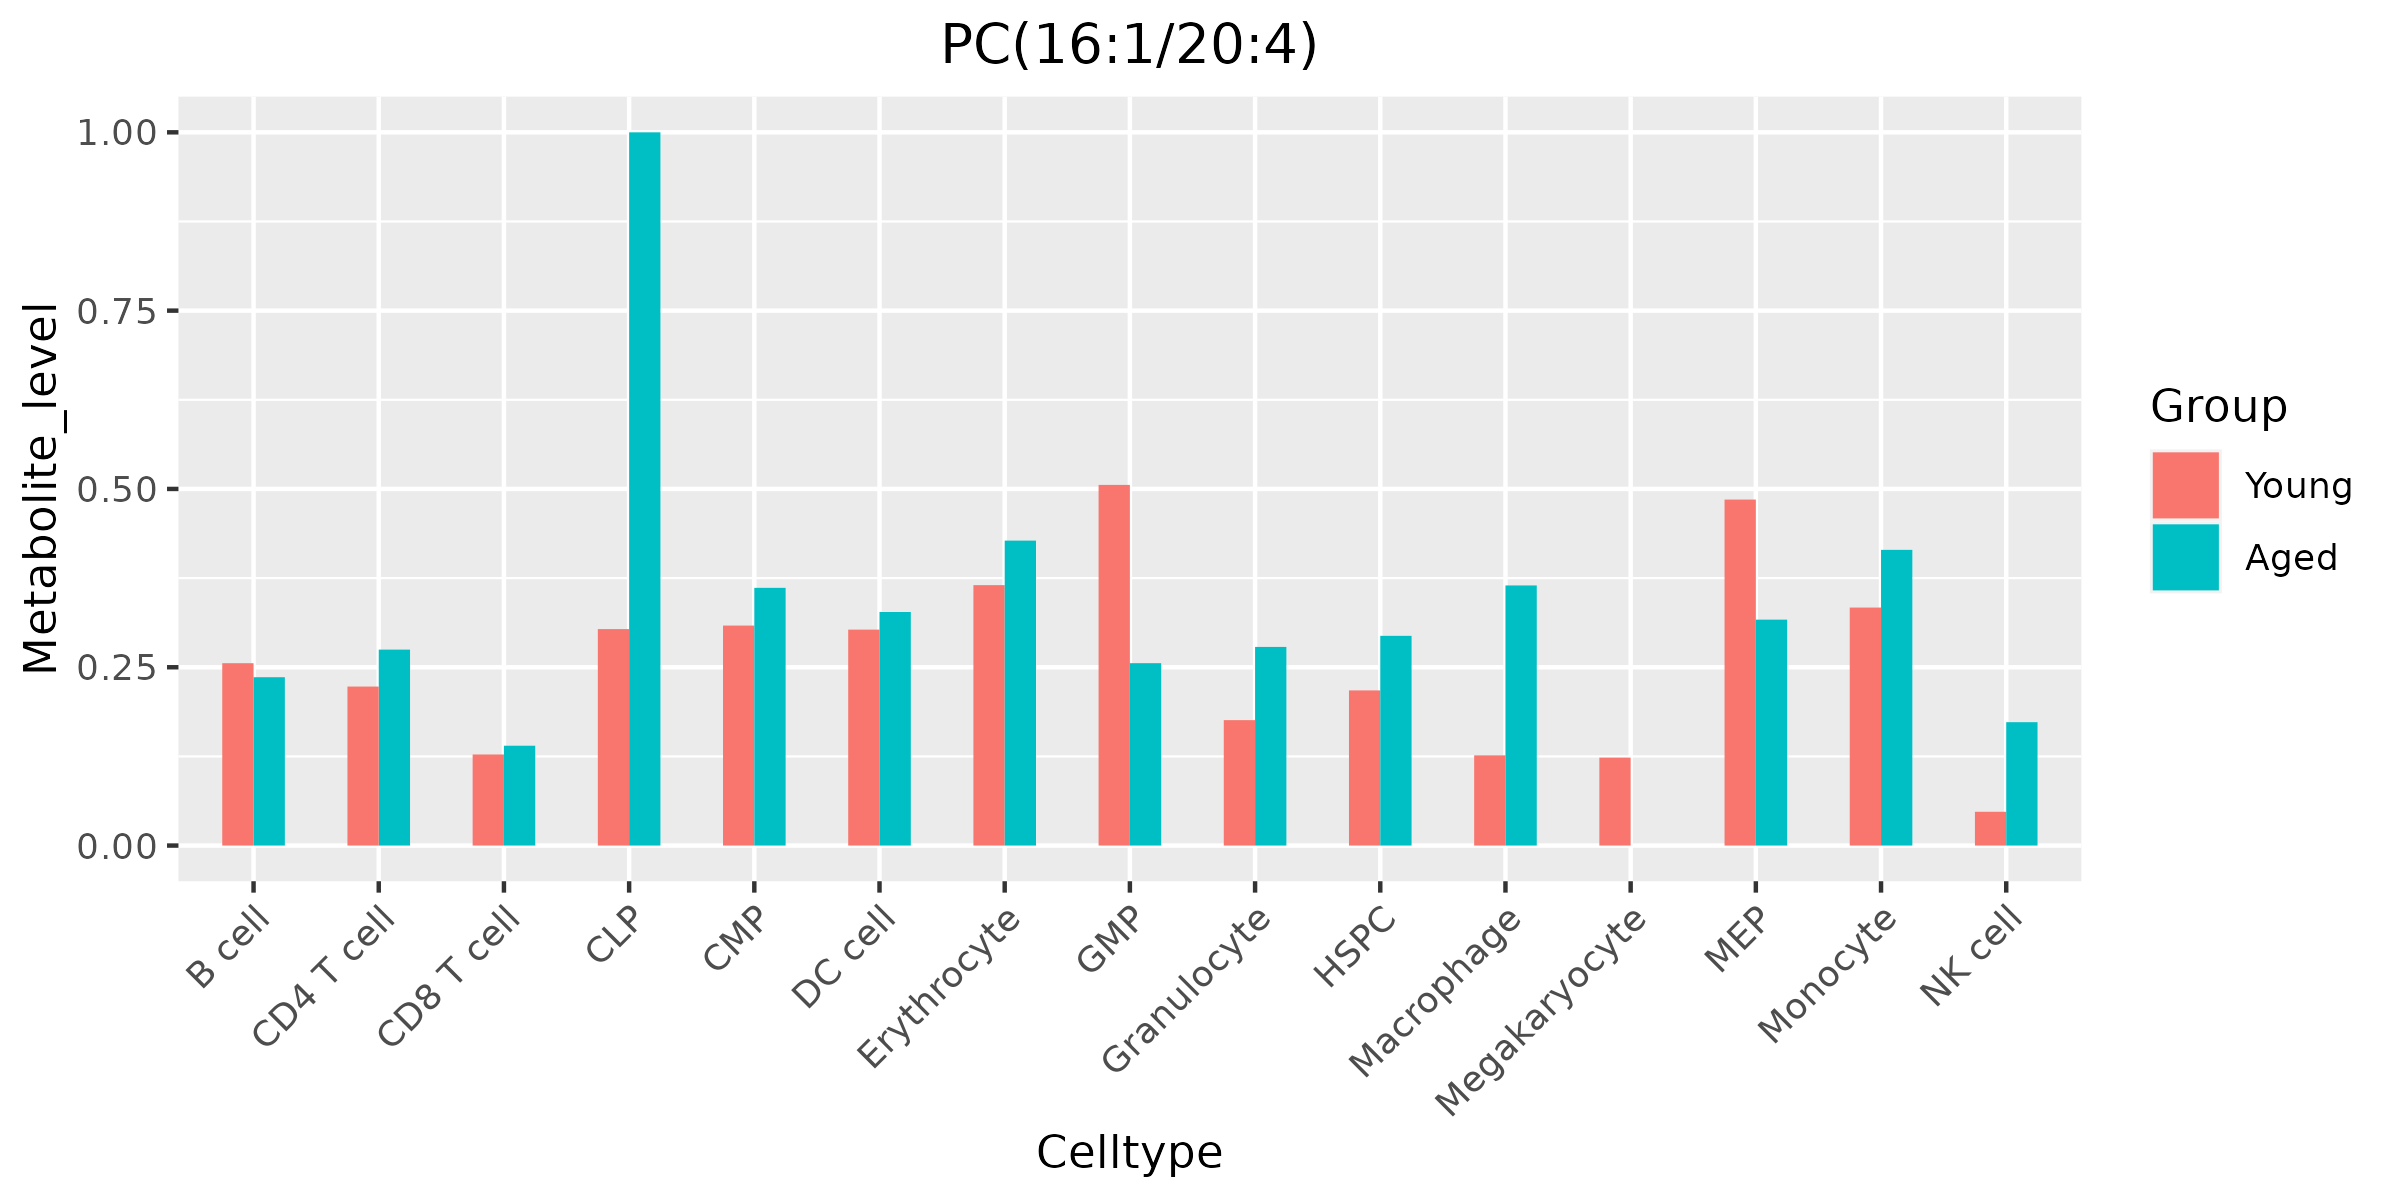 PC(16:1/20:4)
Metabolite_level
1.00
0.75
0.50
0.25
0.00
B cell
CD4 T cell
CD8 T cell
CLP
CMP
DC cell
Erythrocyte
GMP
Granulocyte
HSPC
Macrophage
Megakaryocyte
MEP
Monocyte
NK cell
Celltype
Group
Young
Aged